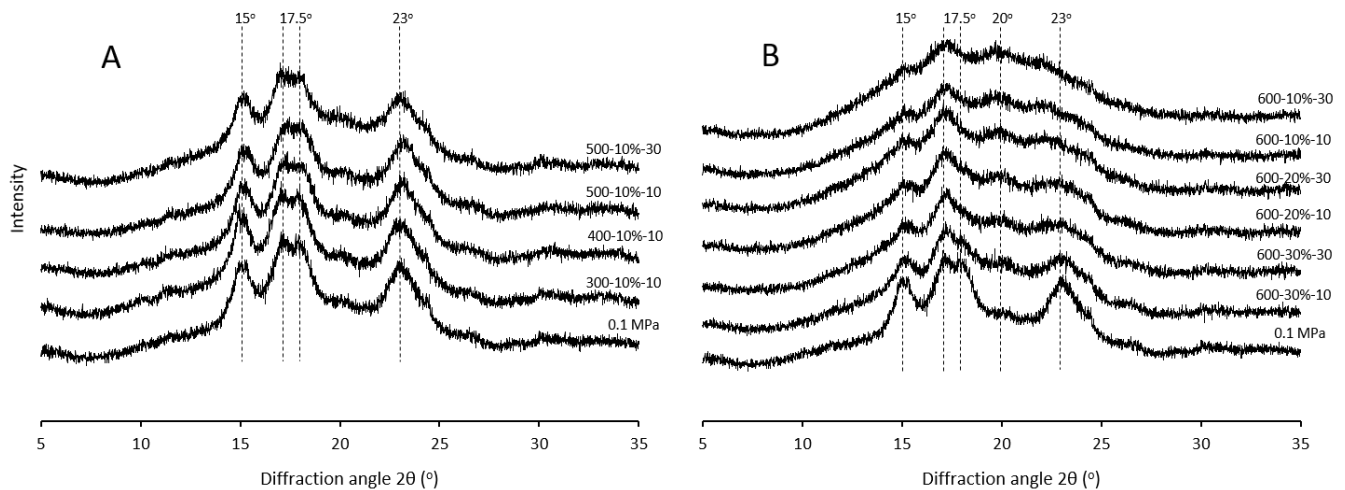 15° 17.5° 23°
A
500-10%-30
500-10%-10
400-10%-10
300-10%-10
0.1 MPa
Intensity
5 10 15 20 25 30 35
Diffraction angle 2θ (°)
15° 17.5° 20° 23°
B
600-10%-30
600-10%-10
600-20%-30
600-20%-10
600-30%-30
600-30%-10
0.1 MPa
5 10 15 20 25 30 35
Diffraction angle 2θ (°)